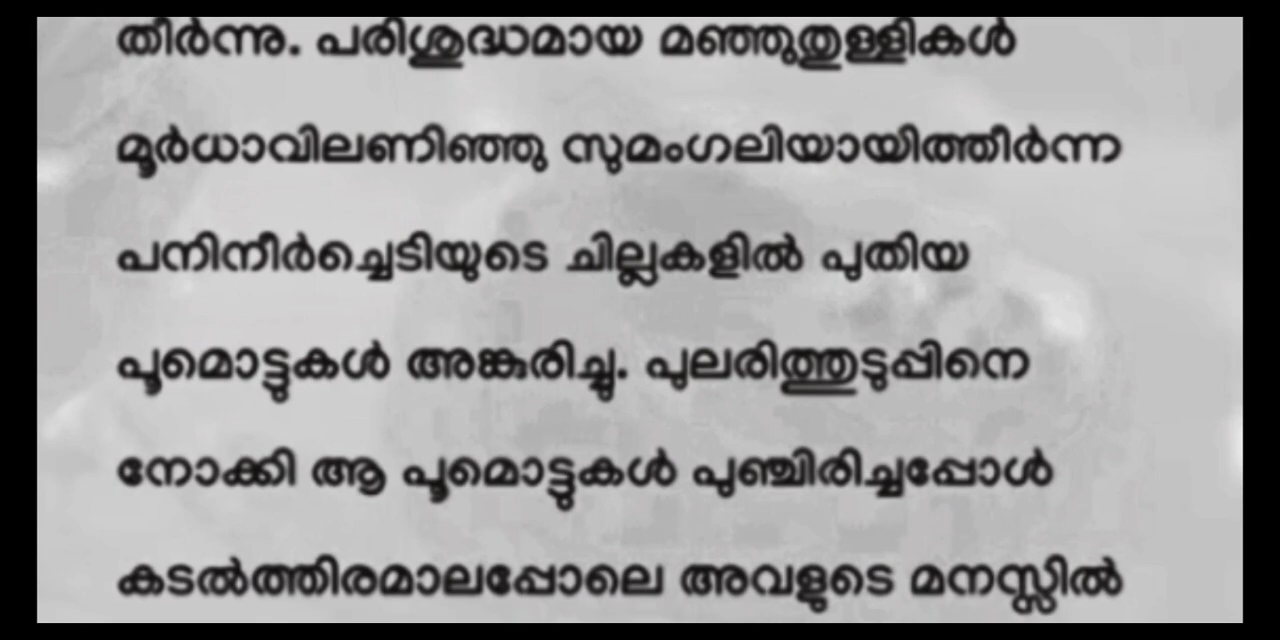 തീർന്നു. പരിശുദ്ധമായ മഞ്ഞുതുള്ളികൾ
മൂർധാവിലണിഞ്ഞു സുമംഗലിയായിത്തീർന്ന
പനിനീർച്ചെടിയുടെ ചില്ലകളിൽ പുതിയ
പൂമൊട്ടുകൾ അങ്കുരിച്ചു. പുലരിത്തുടുപ്പിനെ
നോക്കി ആ പൂമൊട്ടുകൾ പുഞ്ചിരിച്ചപ്പോൾ
കടൽത്തിരമാലപ്പോലെ അവളുടെ മനസ്സിൽ